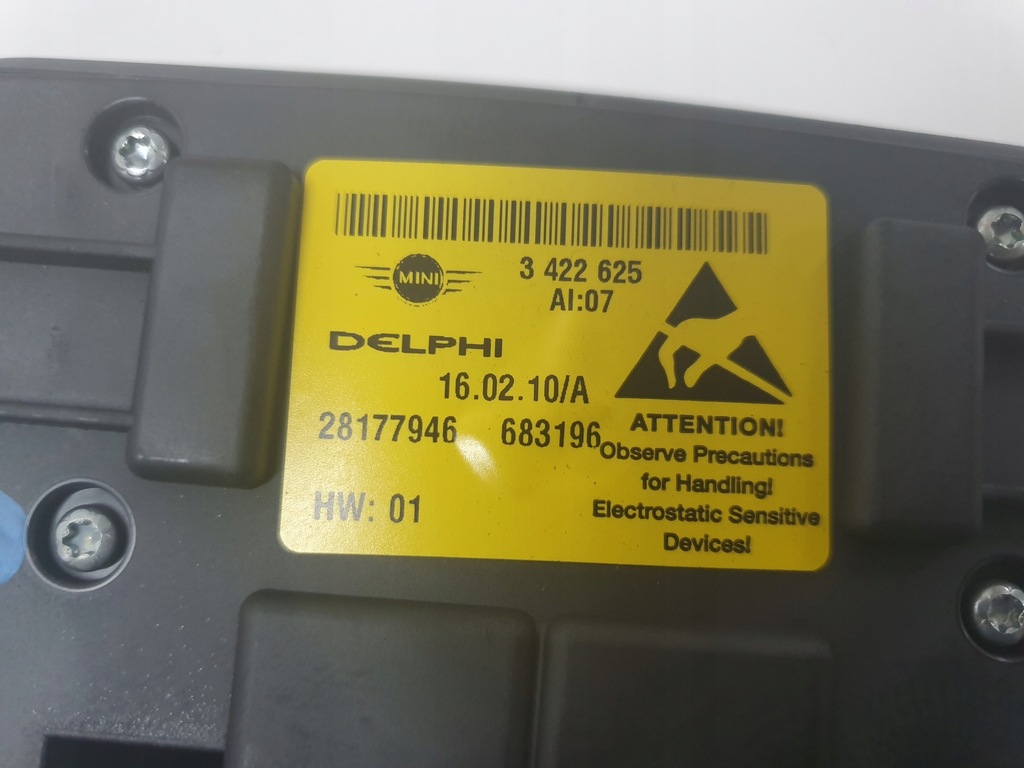 MINI
3 422 625
AI:07
DELPHI
16.02.10/A
28177946 683196
HW: 01
ATTENTION!
Observe Precautions
for Handling!
Electrostatic Sensitive
Devices!